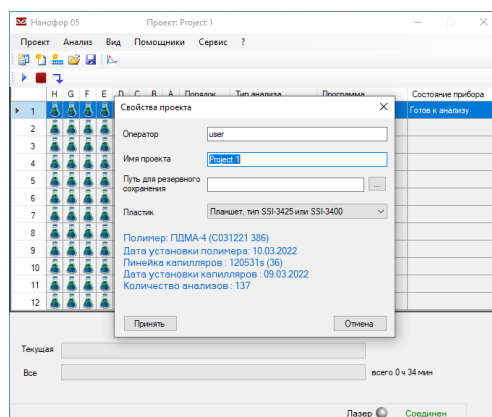 Нанофор 05 Проект: Project 1
Проект Анализ Вид Помощники Сервис ?
H G F E D C B A Порядок Тип анализа Программа Состояние прибора
1 Готов к анализу
2
3
4
5
6
7
8
9
10
11
12
Свойства проекта
Оператор user
Имя проекта Project 1
Путь для резервного
сохранения ...
Пластик Планшет, тип SSI-3425 или SSI-3400
Полимер: ПДМА-4 (C031221 386)
Дата установки полимера: 10.03.2022
Линейка капилляров : 120531s (36)
Дата установки капилляров : 09.03.2022
Количество анализов : 137
Принять Отмена
Текущая
Все всего 0 ч 34 мин
Лазер Соединен